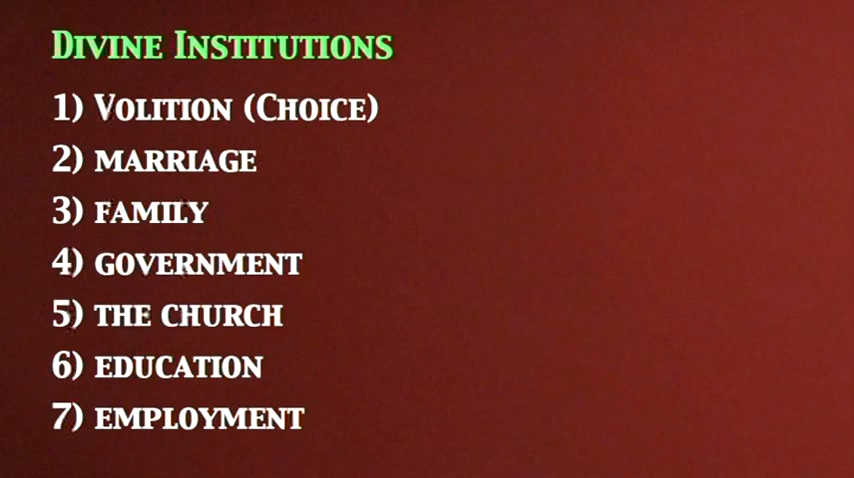 Divine Institutions
1) Volition (Choice)
2) marriage
3) family
4) government
5) the church
6) education
7) employment